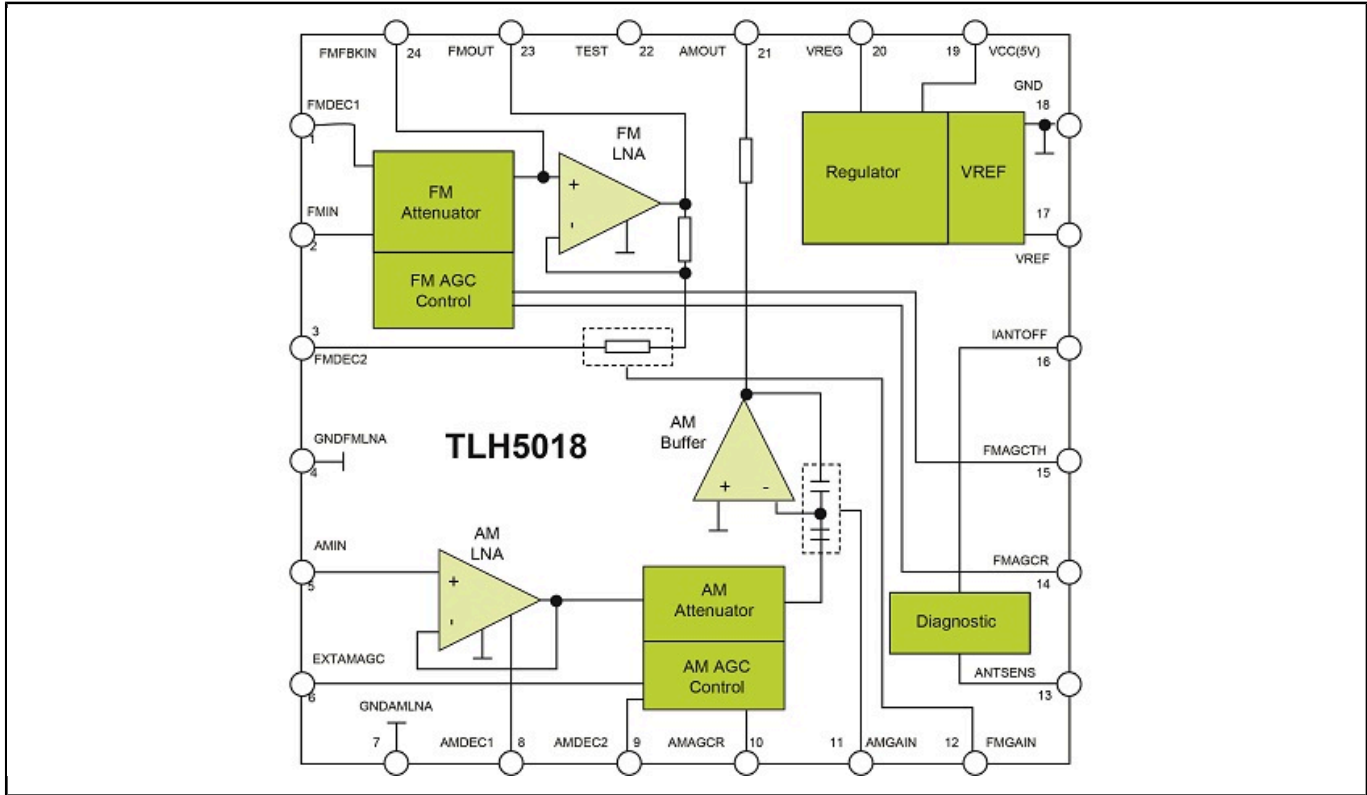 FMFBKIN
24
FMOUT
23
TEST
22
AMOUT
21
VREG
20
19
VCC(5V)
FMDEC1
1
GND
18
FM
LNA
+
-
FM
Attenuator
Regulator
VREF
FMIN
2
17
VREF
FM AGC
Control
3
FMDEC2
IANTOFF
16
AM
Buffer
+ -
TLH5018
GNDFMLNA
4
FMAGCTH
15
AM
LNA
+
-
AMIN
5
FMAGCR
14
AM
Attenuator
Diagnostic
EXTAMAGC
6
AM AGC
Control
ANTSENS
13
GNDAMLNA
7
AMDEC1
8
AMDEC2
9
AMAGCR
10
11
AMGAIN
12
FMGAIN